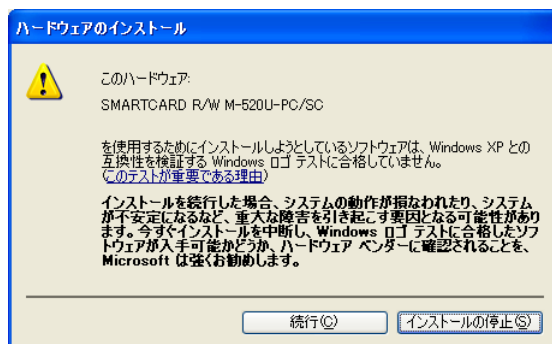 ハードウェアのインストール
このハードウェア:
SMARTCARD R/W M-520U-PC/SC
を使用するためにインストールしようとしているソフトウェアは、Windows XP との
互換性を検証する Windows ロゴ テストに合格していません。
(このテストが重要である理由)
インストールを続行した場合、システムの動作が損なわれたり、システム
が不安定になるなど、重大な障害を引き起こす要因となる可能性があり
ます。今すぐインストールを中断し、Windows ロゴ テストに合格したソフ
トウェアが入手可能かどうか、ハードウェア ベンダーに確認されることを、
Microsoft は強くお勧めします。
続行(C)
インストールの停止(S)